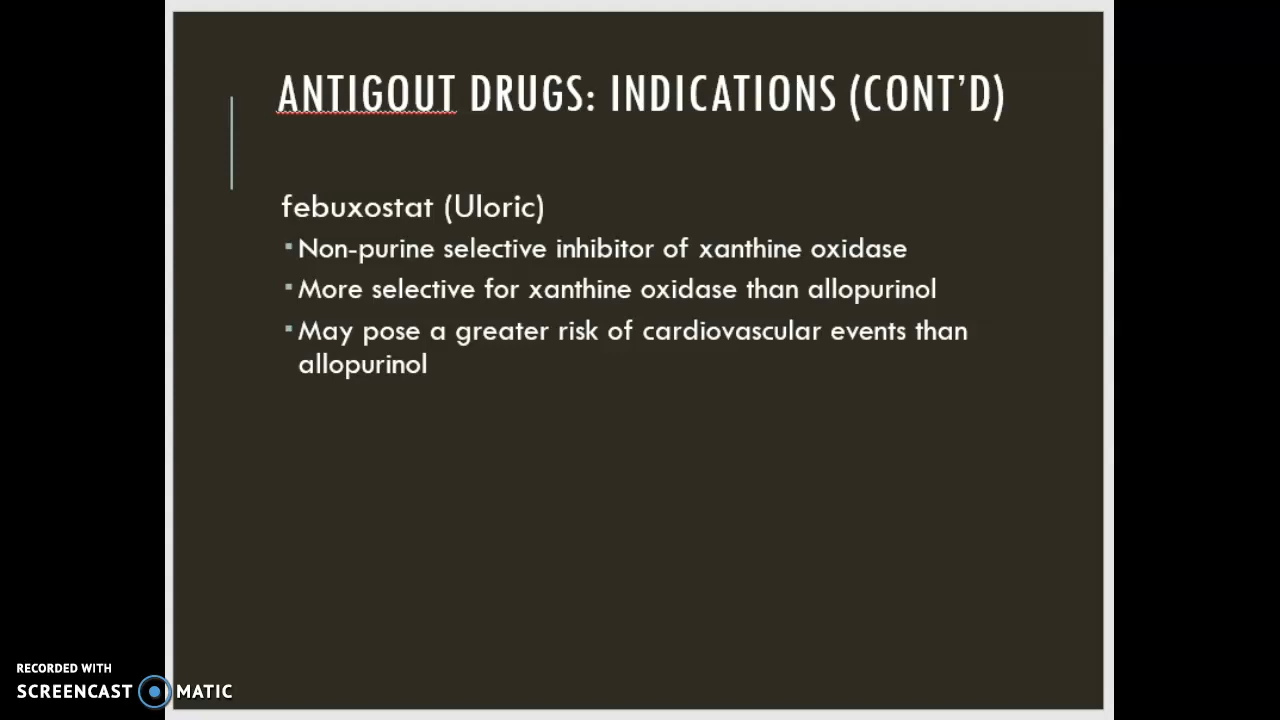 ANTIGOUT DRUGS: INDICATIONS (CONT'D)
febuxostat (Uloric)
▪ Non-purine selective inhibitor of xanthine oxidase
▪ More selective for xanthine oxidase than allopurinol
▪ May pose a greater risk of cardiovascular events than
allopurinol
RECORDED WITH
SCREENCAST MATIC